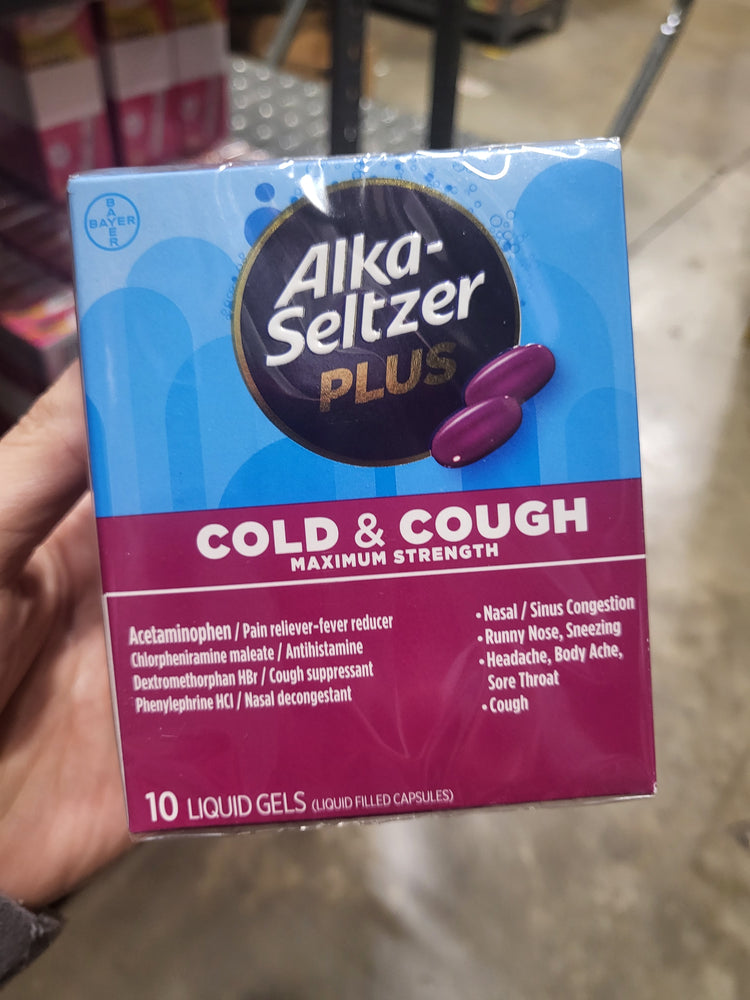 BAYER
BAYER
Alka-
Seltzer
PLUS
COLD & COUGH
MAXIMUM STRENGTH
Acetaminophen / Pain reliever-fever reducer
Chlorpheniramine maleate / Antihistamine
Dextromethorphan HBr / Cough suppressant
Phenylephrine HCl / Nasal decongestant
• Nasal / Sinus Congestion
• Runny Nose, Sneezing
• Headache, Body Ache,
Sore Throat
• Cough
10 LIQUID GELS (LIQUID FILLED CAPSULES)